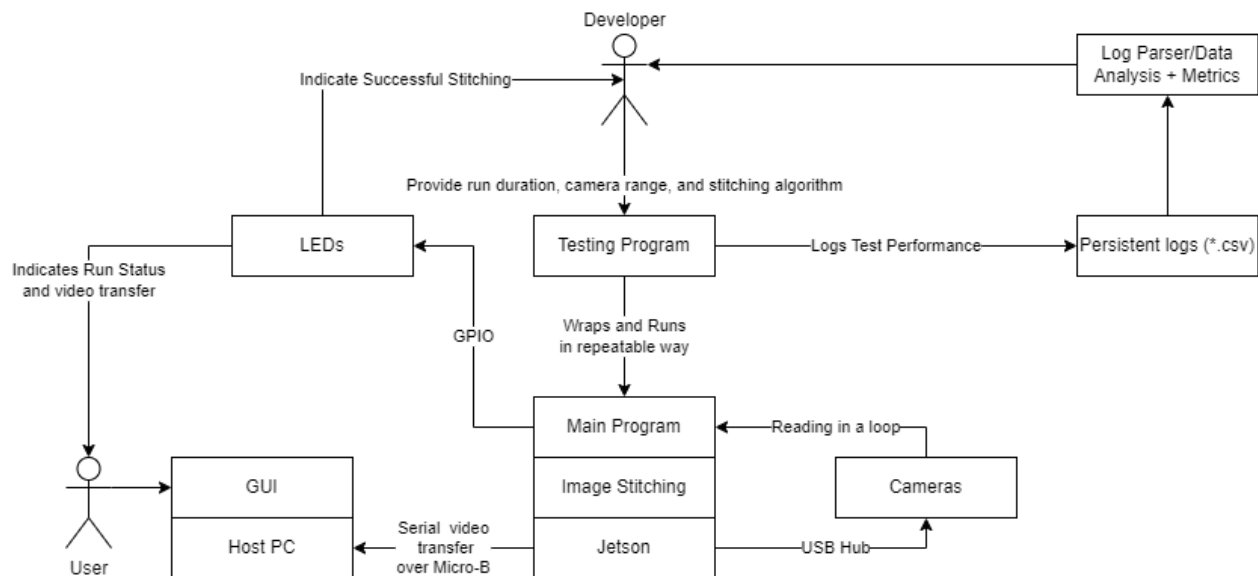 Developer
Log Parser/Data
Analysis + Metrics
Indicate Successful Stitching
Provide run duration, camera range, and stitching algorithm
LEDs
Testing Program
Logs Test Performance
Persistent logs (*.csv)
Indicates Run Status
and video transfer
GPIO
Wraps and Runs
in repeatable way
Main Program
Reading in a loop
GUI
Image Stitching
Cameras
Host PC
Serial video
transfer
over Micro-B
Jetson
USB Hub
User